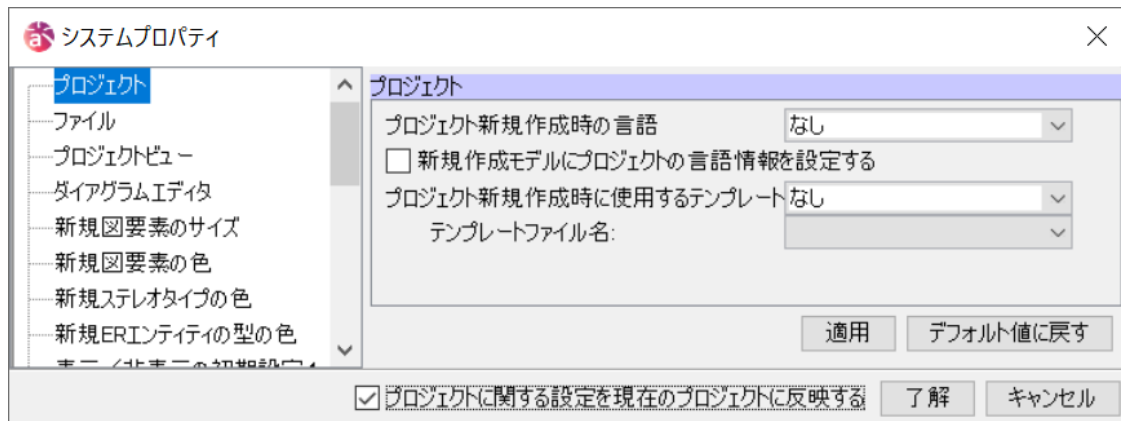 システムプロパティ
プロジェクト
ファイル
プロジェクトビュー
ダイアグラムエディタ
新規図要素のサイズ
新規図要素の色
新規ステレオタイプの色
新規ERエンティティの型の色
プロジェクト
プロジェクト新規作成時の言語 なし
新規作成モデルにプロジェクトの言語情報を設定する
プロジェクト新規作成時に使用するテンプレート なし
テンプレートファイル名:
適用 デフォルト値に戻す
プロジェクトに関する設定を現在のプロジェクトに反映する 了解 キャンセル